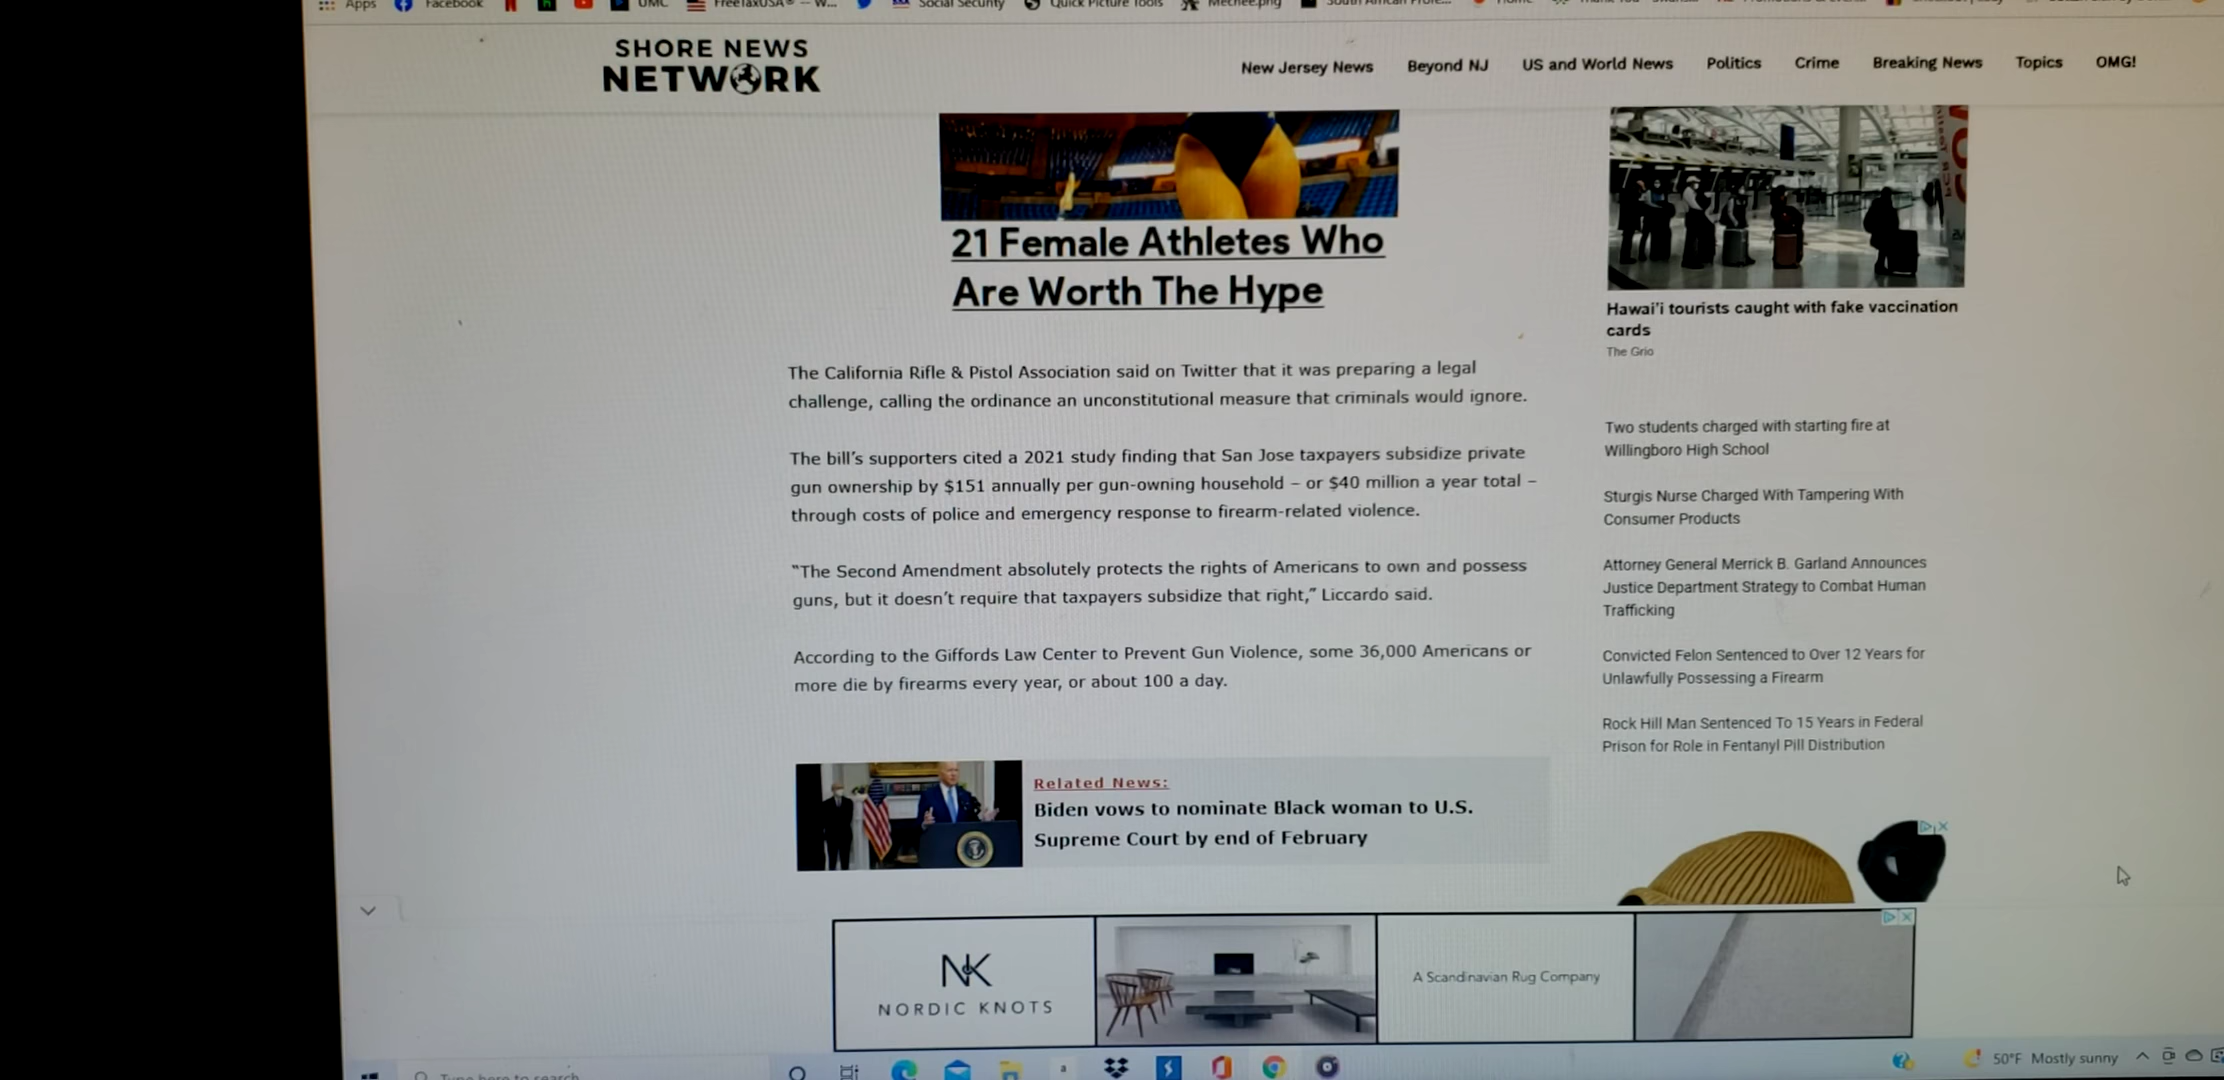 Apps Facebook UMC FreeTaxUSA® – W... Social Security Quick Picture Tools Mechee.png
SHORE NEWS
NETWORK
New Jersey News Beyond NJ US and World News Politics Crime Breaking News Topics OMG!
21 Female Athletes Who
Are Worth The Hype
The California Rifle & Pistol Association said on Twitter that it was preparing a legal
challenge, calling the ordinance an unconstitutional measure that criminals would ignore.
The bill's supporters cited a 2021 study finding that San Jose taxpayers subsidize private
gun ownership by $151 annually per gun-owning household – or $40 million a year total –
through costs of police and emergency response to firearm-related violence.
“The Second Amendment absolutely protects the rights of Americans to own and possess
guns, but it doesn't require that taxpayers subsidize that right,” Liccardo said.
According to the Giffords Law Center to Prevent Gun Violence, some 36,000 Americans or
more die by firearms every year, or about 100 a day.
Related News:
Biden vows to nominate Black woman to U.S.
Supreme Court by end of February
Hawai'i tourists caught with fake vaccination
cards
The Grio
Two students charged with starting fire at
Willingboro High School
Sturgis Nurse Charged With Tampering With
Consumer Products
Attorney General Merrick B. Garland Announces
Justice Department Strategy to Combat Human
Trafficking
Convicted Felon Sentenced to Over 12 Years for
Unlawfully Possessing a Firearm
Rock Hill Man Sentenced To 15 Years in Federal
Prison for Role in Fentanyl Pill Distribution
NK
NORDIC KNOTS
A Scandinavian Rug Company
Type here to search
50°F Mostly sunny